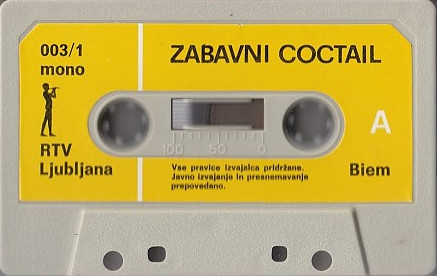 003/1
mono
ZABAVNI COCTAIL
A
100 50 0
RTV
Ljubljana
Vse pravice izvajalca pridržane.
Javno izvajanje in presnemavanje
prepovedano.
Biem